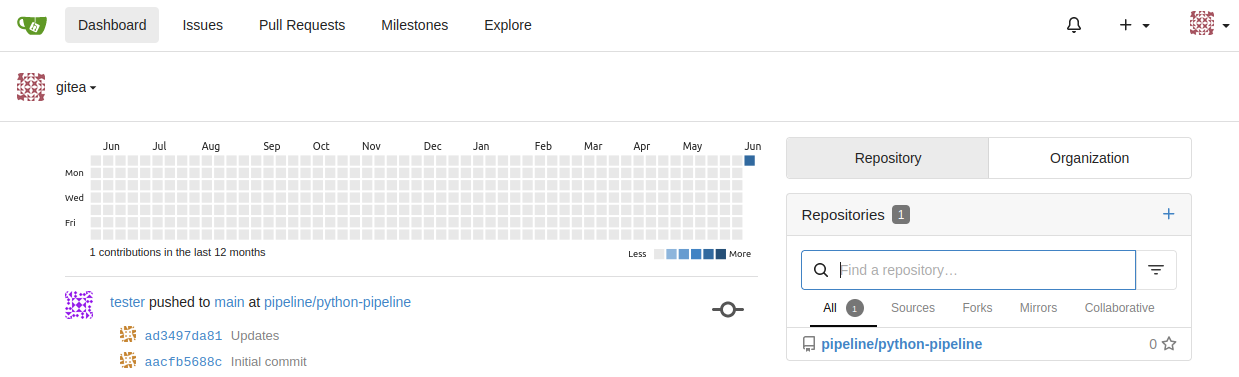 Dashboard Issues Pull Requests Milestones Explore
gitea
Jun Jul Aug Sep Oct Nov Dec Jan Feb Mar Apr May Jun
Mon
Wed
Fri
1 contributions in the last 12 months
Less More
tester pushed to main at pipeline/python-pipeline
ad3497da81 Updates
aacfb5688c Initial commit
Repository Organization
Repositories 1 +
Find a repository...
All 1 Sources Forks Mirrors Collaborative
pipeline/python-pipeline 0